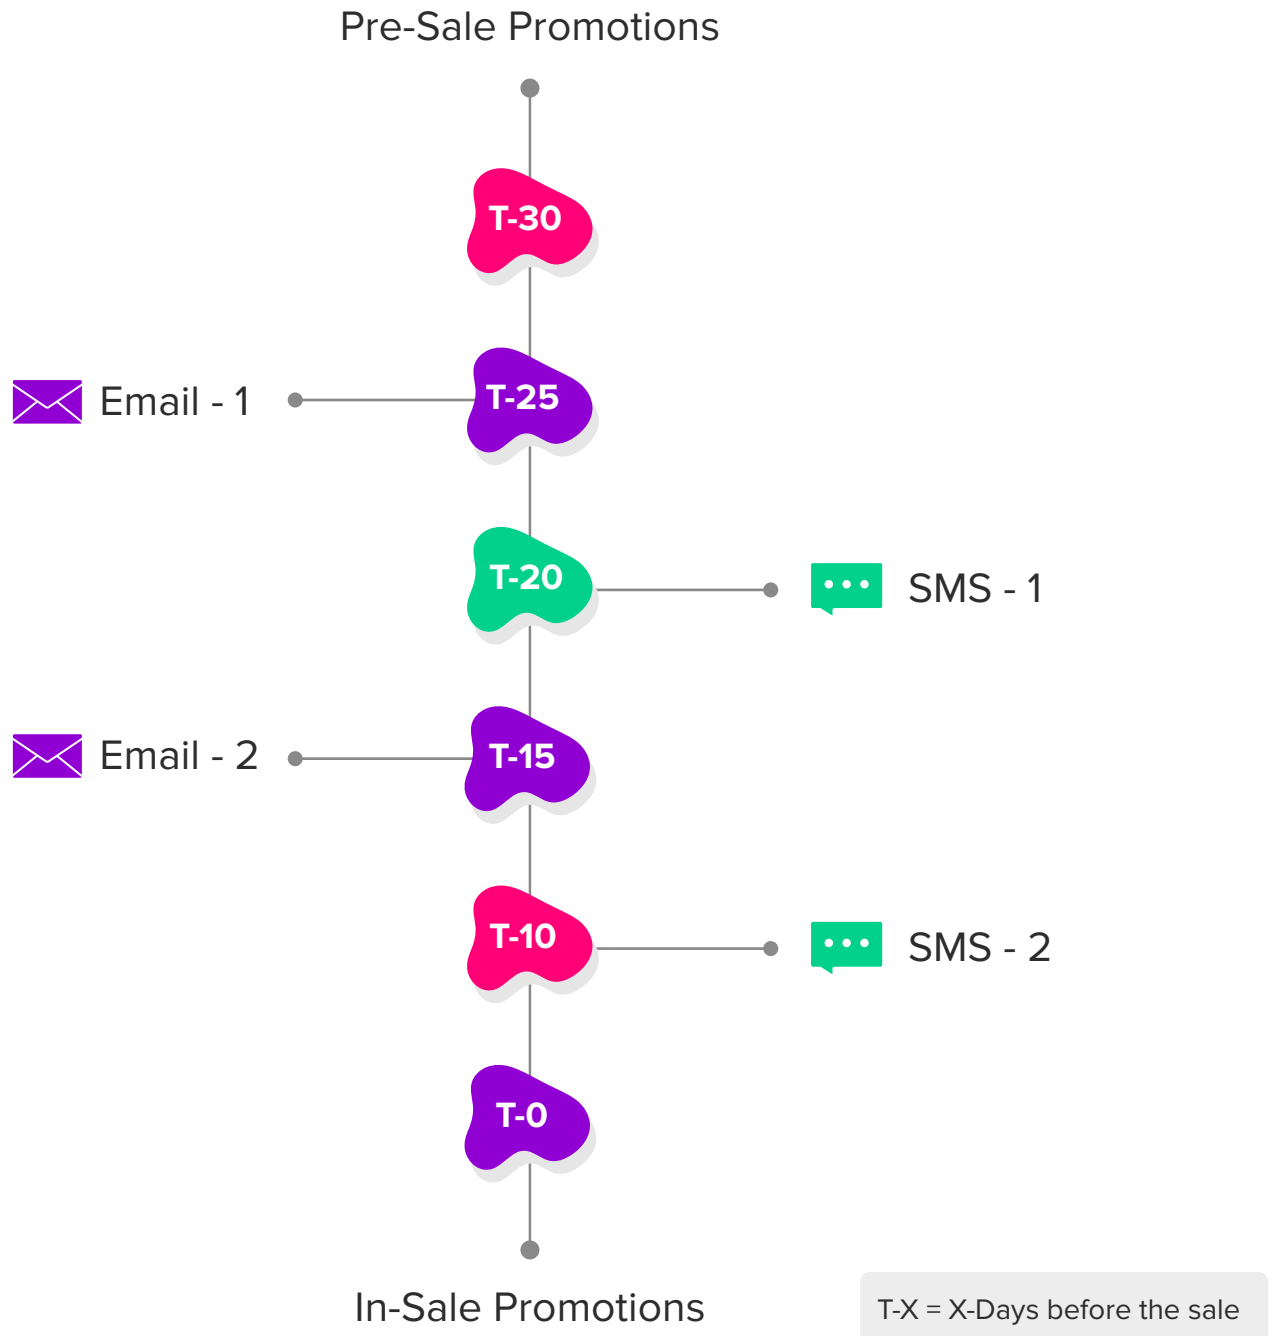 Pre-Sale Promotions
T-30
Email - 1
T-25
T-20
SMS - 1
Email - 2
T-15
T-10
SMS - 2
T-0
In-Sale Promotions
T-X = X-Days before the sale